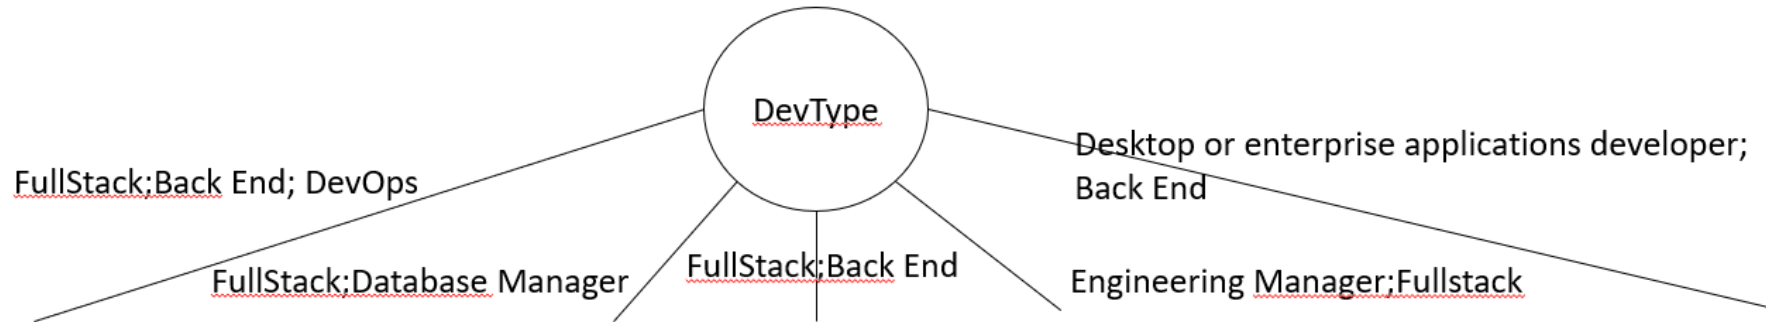 DevType
Desktop or enterprise applications developer;
Back End
FullStack;Back End; DevOps
FullStack;Database Manager
FullStack;Back End
Engineering Manager;Fullstack